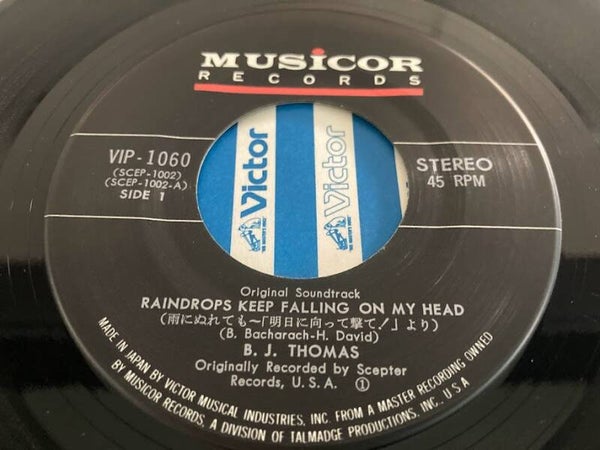 MUSICOR
RECORDS
VIP-1060
(SCEP-1002)
(SCEP-1002-A)
SIDE 1
Victor
Victor
STEREO
45 RPM
Original Soundtrack
RAINDROPS KEEP FALLING ON MY HEAD
(雨にぬれても～「明日に向って撃て!」より)
(B. Bacharach-H. David)
B. J. THOMAS
Originally Recorded by Scepter
Records, U.S.A. ①
MADE IN JAPAN BY VICTOR MUSICAL INDUSTRIES, INC. FROM A MASTER RECORDING OWNED
BY MUSICOR RECORDS, A DIVISION OF TALMADGE PRODUCTIONS, INC., U.S.A